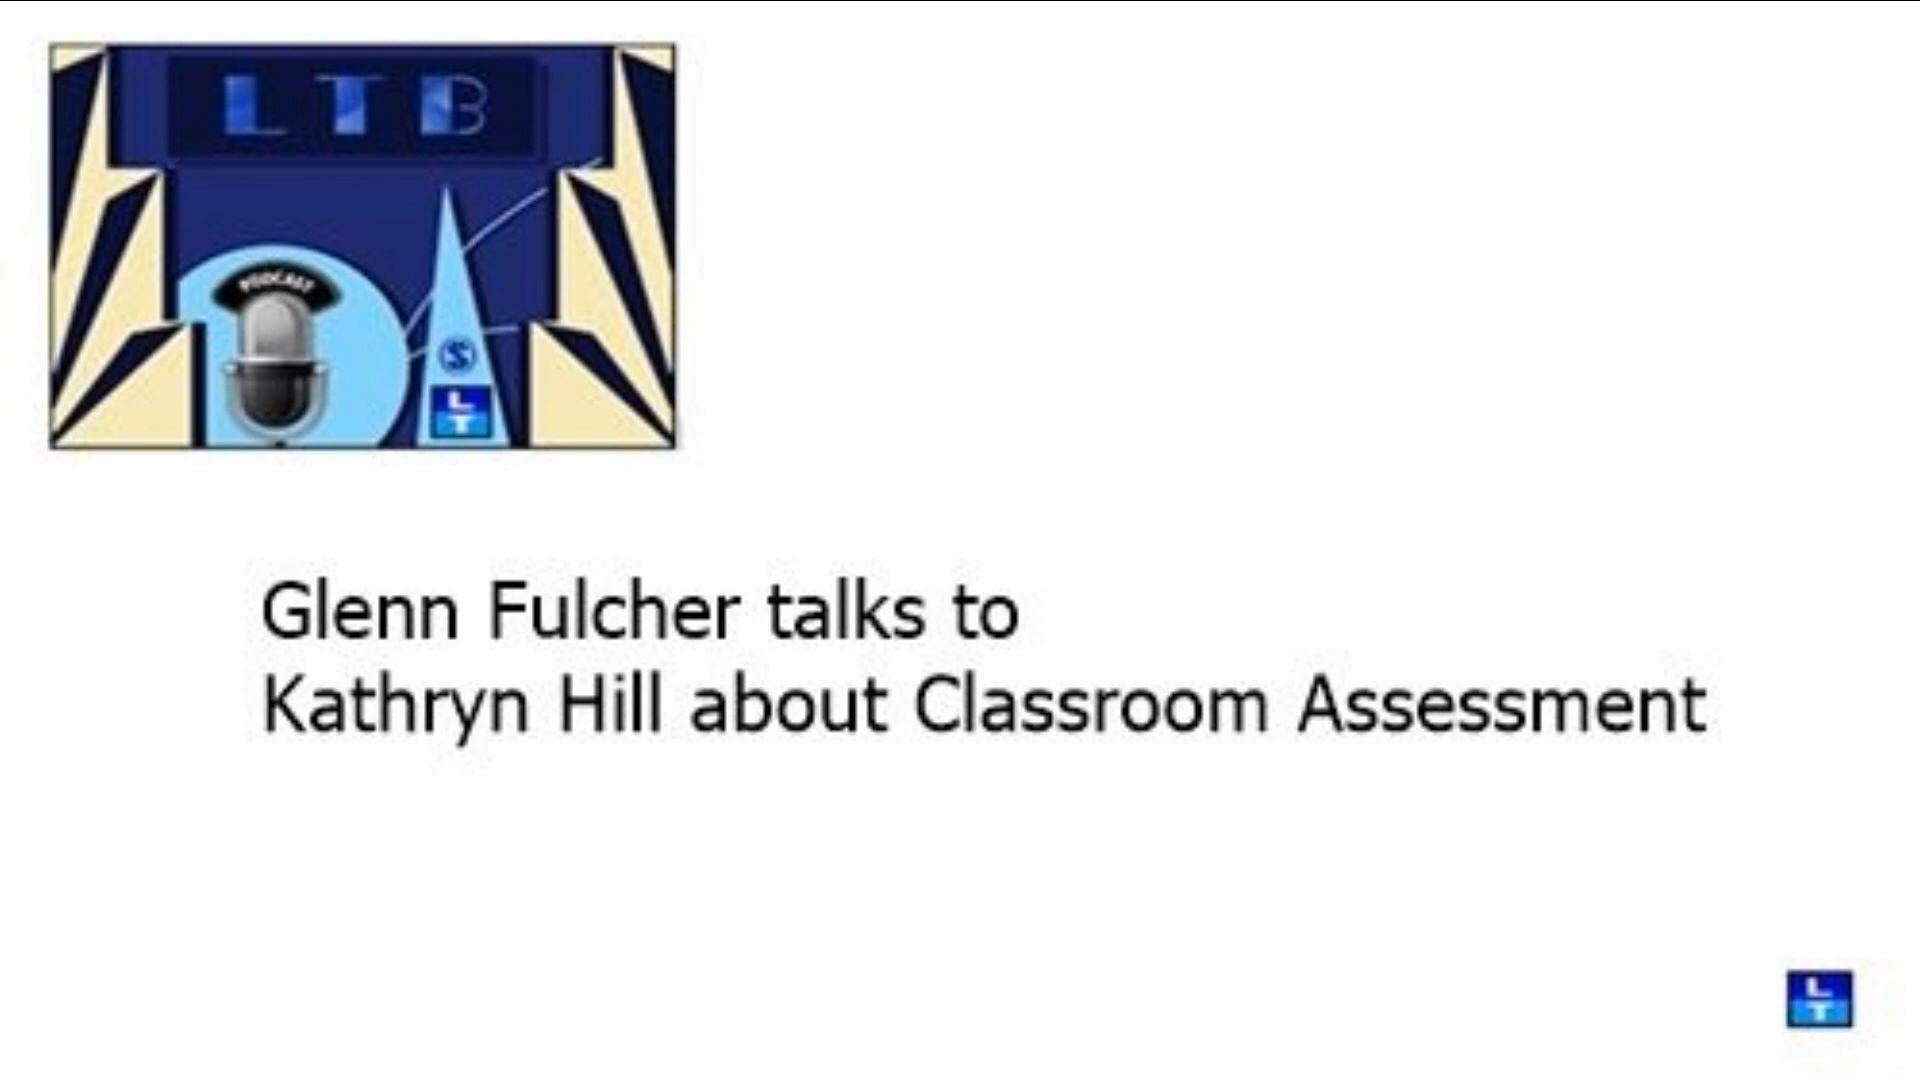 LTB
PODCAST
S
L
T
Glenn Fulcher talks to
Kathryn Hill about Classroom Assessment
L
T